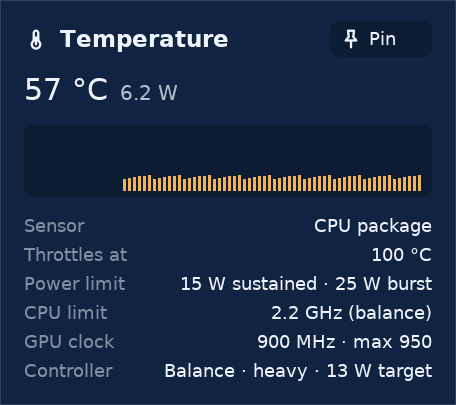 Temperature
Pin
57 °C 6.2 W
Sensor CPU package
Throttles at 100 °C
Power limit 15 W sustained · 25 W burst
CPU limit 2.2 GHz (balance)
GPU clock 900 MHz · max 950
Controller Balance · heavy · 13 W target